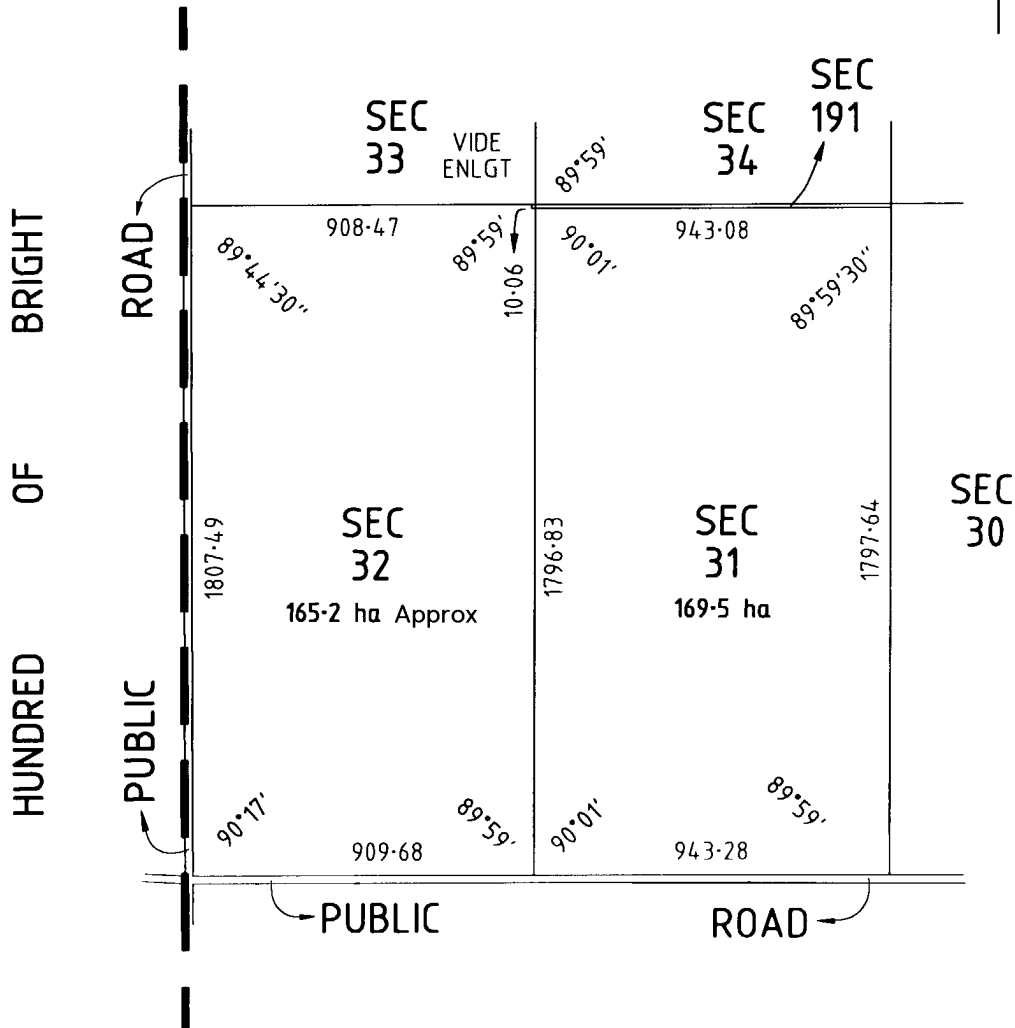 SEC
191
SEC
33
VIDE
ENLGT
SEC
34
89°59'
908·47
89°59'
943·08
90°01'
89°44'30"
10·06
89°59'30"
HUNDRED OF BRIGHT
PUBLIC ROAD
1807·49
SEC
32
165·2 ha Approx
1796·83
SEC
31
169·5 ha
1797·64
SEC
30
90°17'
89°59'
90°01'
89°59'
909·68
943·28
PUBLIC ROAD